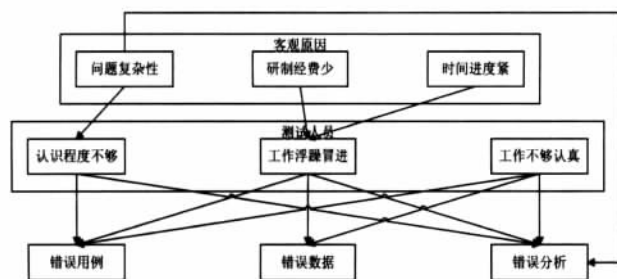 客观原因
问题复杂性
研制经费少
时间进度紧
测试人员
认识程度不够
工作浮躁冒进
工作不够认真
错误用例
错误数据
错误分析